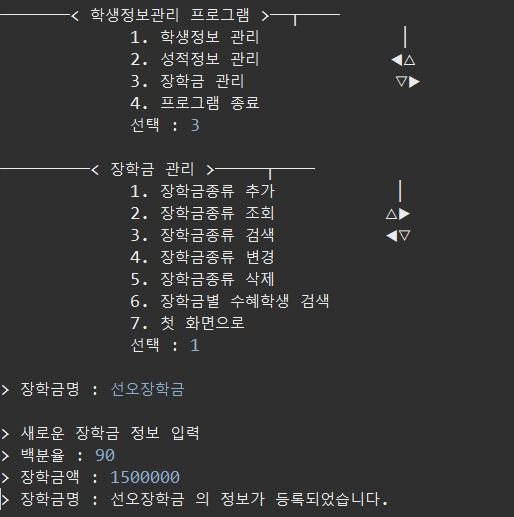 ──────< 학생정보관리 프로그램 >──┬────
1. 학생정보 관리 │
2. 성적정보 관리 ◀△
3. 장학금 관리 ▽▶
4. 프로그램 종료
선택 : 3
────────< 장학금 관리 >─────┬────
1. 장학금종류 추가 │
2. 장학금종류 조회 △▶
3. 장학금종류 검색 ◀▽
4. 장학금종류 변경
5. 장학금종류 삭제
6. 장학금별 수혜학생 검색
7. 첫 화면으로
선택 : 1
> 장학금명 : 선오장학금
> 새로운 장학금 정보 입력
> 백분율 : 90
> 장학금액 : 1500000
> 장학금명 : 선오장학금 의 정보가 등록되었습니다.